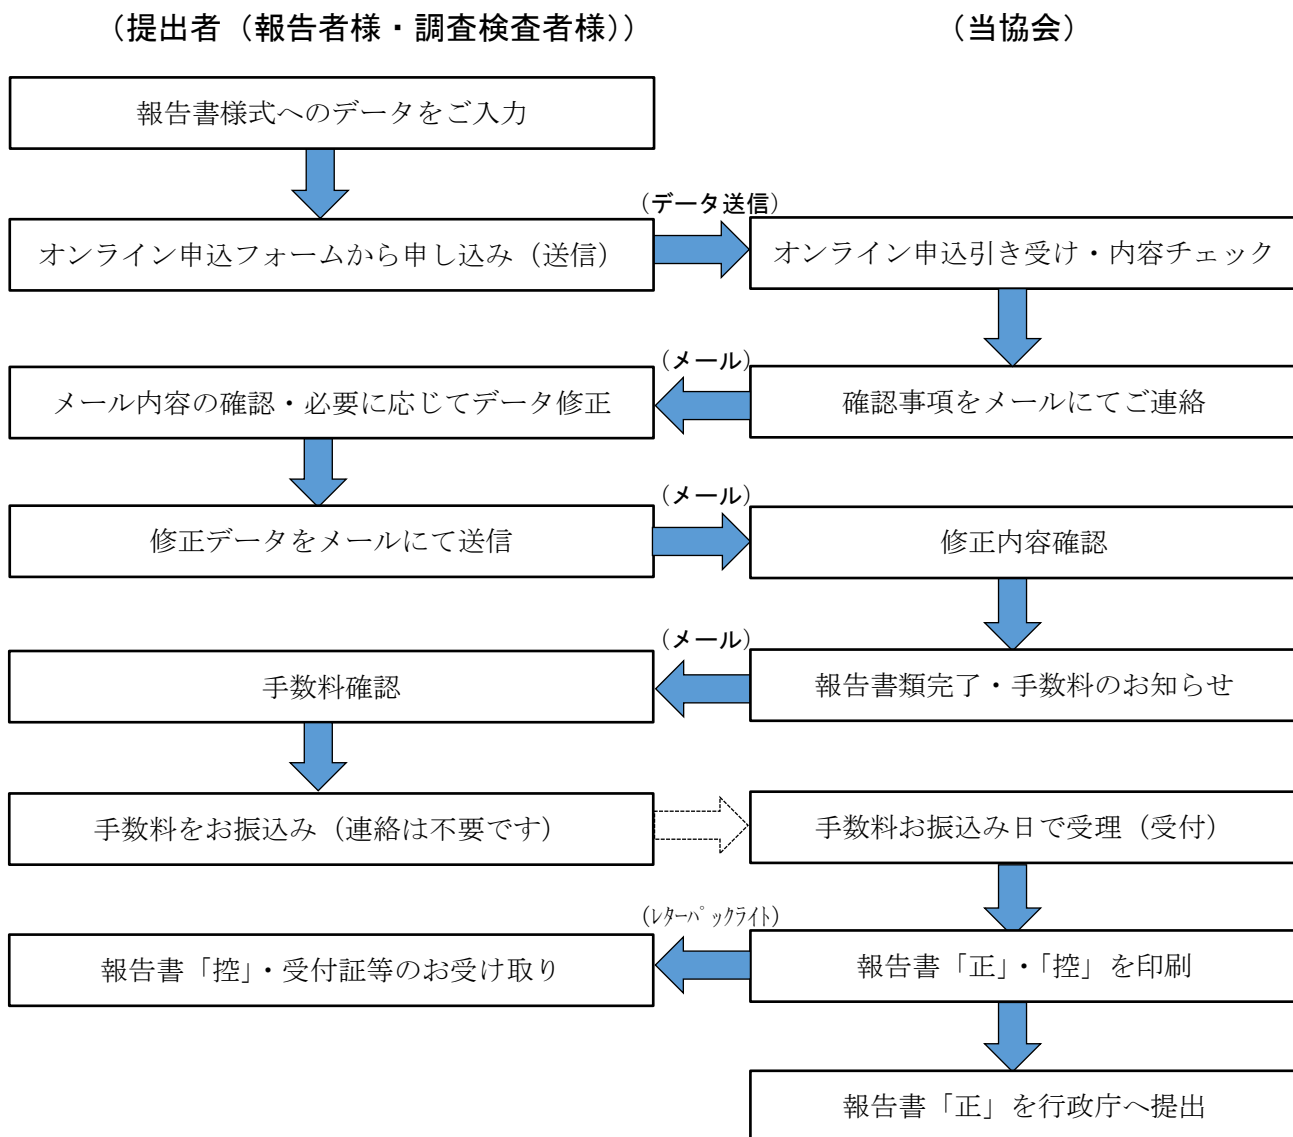 （提出者（報告者様・調査検査者様））
（当協会）
報告書様式へのデータをご入力
（データ送信）
オンライン申込フォームから申し込み（送信）
オンライン申込引き受け・内容チェック
（メール）
メール内容の確認・必要に応じてデータ修正
確認事項をメールにてご連絡
（メール）
修正データをメールにて送信
修正内容確認
（メール）
手数料確認
報告書類完了・手数料のお知らせ
手数料をお振込み（連絡は不要です）
手数料お振込み日で受理（受付）
（ﾚﾀｰﾊﾟｯｸﾗｲﾄ）
報告書「控」・受付証等のお受け取り
報告書「正」・「控」を印刷
報告書「正」を行政庁へ提出